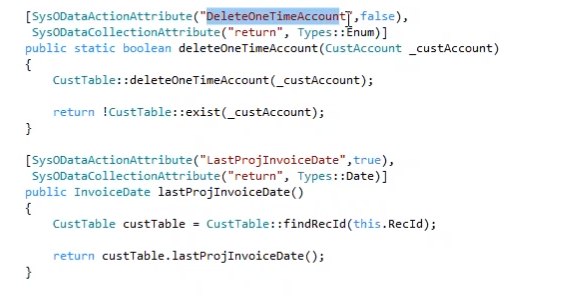 [SysODataActionAttribute("DeleteOneTimeAccount",false),
SysODataCollectionAttribute("return", Types::Enum)]
public static boolean deleteOneTimeAccount(CustAccount _custAccount)
{
CustTable::deleteOneTimeAccount(_custAccount);
return !CustTable::exist(_custAccount);
}
[SysODataActionAttribute("LastProjInvoiceDate",true),
SysODataCollectionAttribute("return", Types::Date)]
public InvoiceDate lastProjInvoiceDate()
{
CustTable custTable = CustTable::findRecId(this.RecId);
return custTable.lastProjInvoiceDate();
}